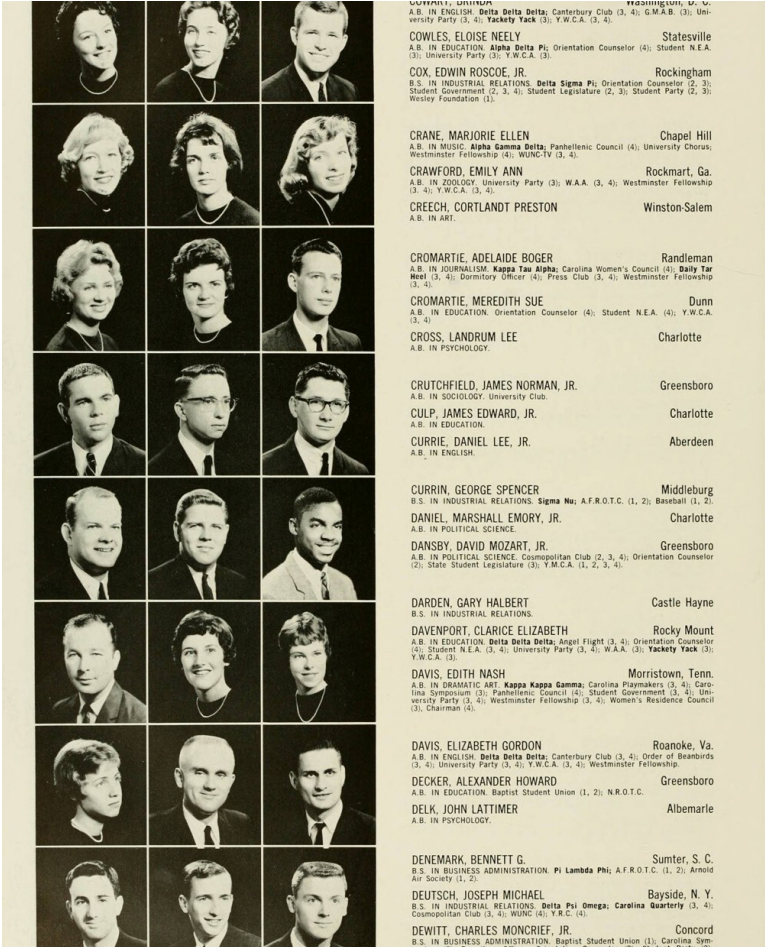 COWART, BRINDA Washington, D. C.
A.B. IN ENGLISH. Delta Delta Delta; Canterbury Club (3, 4); G.M.A.B. (3); Uni-
versity Party (3, 4); Yackety Yack (3); Y.W.C.A. (3, 4).
COWLES, ELOISE NEELY Statesville
A.B. IN EDUCATION. Alpha Delta Pi; Orientation Counselor (4); Student N.E.A.
(3); University Party (3); Y.W.C.A. (3).
COX, EDWIN ROSCOE, JR. Rockingham
B.S. IN INDUSTRIAL RELATIONS. Delta Sigma Pi; Orientation Counselor (2, 3);
Student Government (2, 3, 4); Student Legislature (2, 3); Student Party (2, 3);
Wesley Foundation (1).
CRANE, MARJORIE ELLEN Chapel Hill
A.B. IN MUSIC. Alpha Gamma Delta; Panhellenic Council (4); University Chorus;
Westminster Fellowship (4); WUNC-TV (3, 4).
CRAWFORD, EMILY ANN Rockmart, Ga.
A.B. IN ZOOLOGY. University Party (3); W.A.A. (3, 4); Westminster Fellowship
(3. 4); Y.W.C.A. (3, 4).
CREECH, CORTLANDT PRESTON Winston-Salem
A.B. IN ART.
CROMARTIE, ADELAIDE BOGER Randleman
A.B. IN JOURNALISM. Kappa Tau Alpha; Carolina Women's Council (4); Daily Tar
Heel (3, 4); Dormitory Officer (4); Press Club (3, 4); Westminster Fellowship
(3, 4).
CROMARTIE, MEREDITH SUE Dunn
A.B. IN EDUCATION. Orientation Counselor (4); Student N.E.A. (4); Y.W.C.A.
(3, 4)
CROSS, LANDRUM LEE Charlotte
A.B. IN PSYCHOLOGY.
CRUTCHFIELD, JAMES NORMAN, JR. Greensboro
A.B. IN SOCIOLOGY. University Club.
CULP, JAMES EDWARD, JR. Charlotte
A.B. IN EDUCATION.
CURRIE, DANIEL LEE, JR. Aberdeen
A.B. IN ENGLISH.
CURRIN, GEORGE SPENCER Middleburg
B.S. IN INDUSTRIAL RELATIONS. Sigma Nu; A.F.R.O.T.C. (1, 2); Baseball (1, 2).
DANIEL, MARSHALL EMORY, JR. Charlotte
A.B. IN POLITICAL SCIENCE.
DANSBY, DAVID MOZART, JR. Greensboro
A.B. IN POLITICAL SCIENCE. Cosmopolitan Club (2, 3, 4); Orientation Counselor
(2); State Student Legislature (3); Y.M.C.A. (1, 2, 3, 4).
DARDEN, GARY HALBERT Castle Hayne
B.S. IN INDUSTRIAL RELATIONS.
DAVENPORT, CLARICE ELIZABETH Rocky Mount
A.B. IN EDUCATION. Delta Delta Delta; Angel Flight (3, 4); Orientation Counselor
(4); Student N.E.A. (3, 4); University Party (3, 4); W.A.A. (3); Yackety Yack (3);
Y.W.C.A. (3).
DAVIS, EDITH NASH Morristown, Tenn.
A.B. IN DRAMATIC ART. Kappa Kappa Gamma; Carolina Playmakers (3, 4); Caro-
lina Symposium (3); Panhellenic Council (4); Student Government (3, 4); Uni-
versity Party (3, 4); Westminster Fellowship (3, 4); Women's Residence Council
(3), Chairman (4).
DAVIS, ELIZABETH GORDON Roanoke, Va.
A.B. IN ENGLISH. Delta Delta Delta; Canterbury Club (3, 4); Order of Beanbirds
(3, 4); University Party (3, 4); Y.W.C.A. (3, 4); Westminster Fellowship.
DECKER, ALEXANDER HOWARD Greensboro
A.B. IN EDUCATION. Baptist Student Union (1, 2); N.R.O.T.C.
DELK, JOHN LATTIMER Albemarle
A.B. IN PSYCHOLOGY.
DENEMARK, BENNETT G. Sumter, S. C.
B.S. IN BUSINESS ADMINISTRATION. Pi Lambda Phi; A.F.R.O.T.C. (1, 2); Arnold
Air Society (1, 2).
DEUTSCH, JOSEPH MICHAEL Bayside, N. Y.
B.S. IN INDUSTRIAL RELATIONS. Delta Psi Omega; Carolina Quarterly (3, 4);
Cosmopolitan Club (3, 4); WUNC (4); Y.R.C. (4).
DEWITT, CHARLES MONCRIEF, JR. Concord
B.S. IN BUSINESS ADMINISTRATION. Baptist Student Union (1); Carolina Sym-